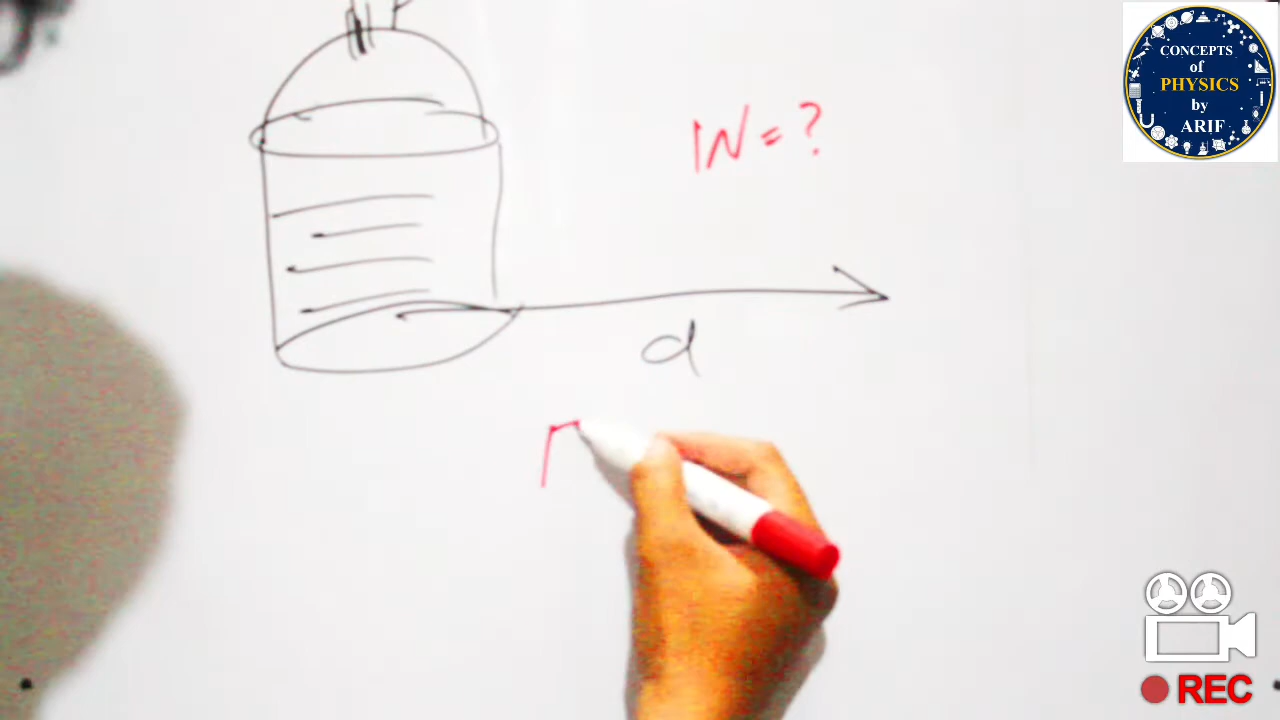 CONCEPTS
of
PHYSICS
by
ARIF
W = ?
d
REC